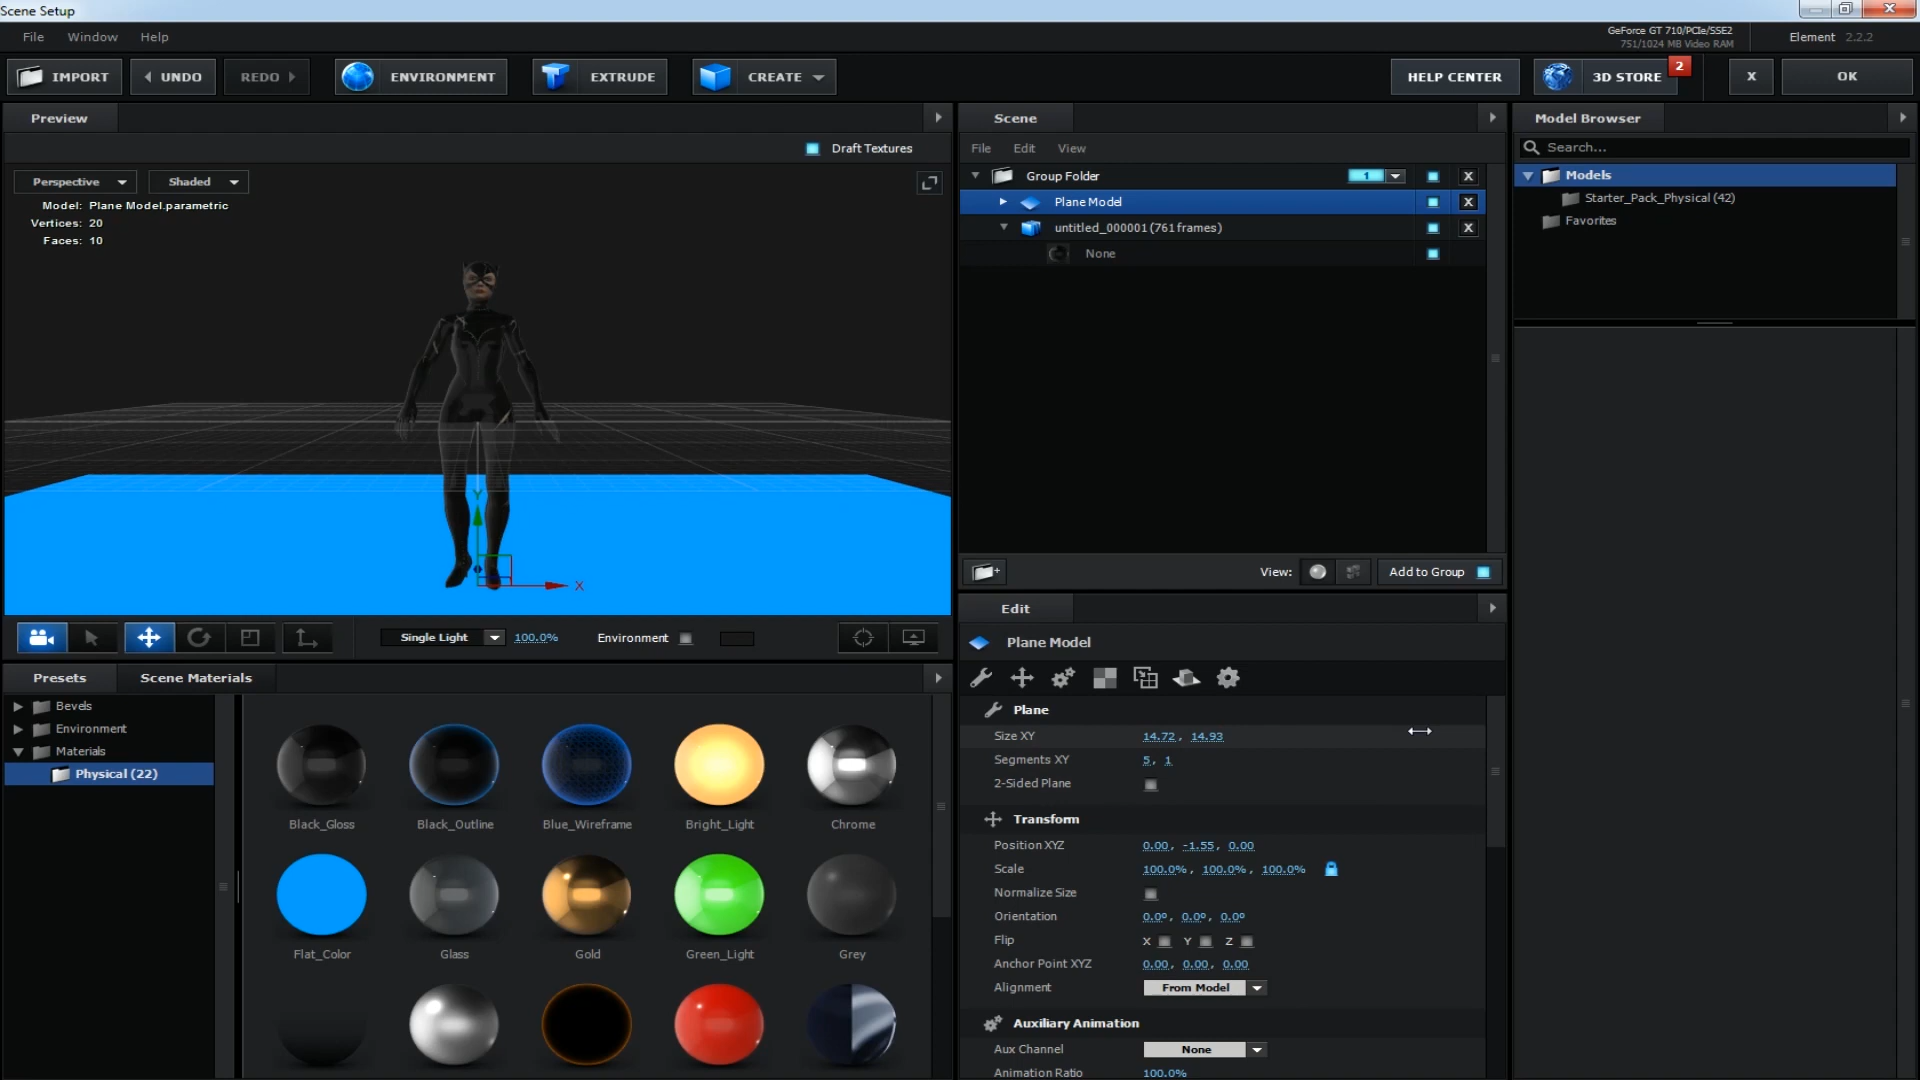 Scene Setup
File Window Help
GeForce GT 710/PCIe/SSE2
751/1024 MB Video RAM
Element 2.2.2
IMPORT UNDO REDO ENVIRONMENT EXTRUDE CREATE HELP CENTER 3D STORE 2 X OK
Preview
Draft Textures
Perspective Shaded
Model: Plane Model.parametric
Vertices: 20
Faces: 10
Y
X
Single Light 100.0% Environment
Presets Scene Materials
Bevels
Environment
Materials
Physical (22)
Black_Gloss Black_Outline Blue_Wireframe Bright_Light Chrome
Flat_Color Glass Gold Green_Light Grey
Scene
File Edit View
Group Folder 1 X
Plane Model X
untitled_000001 (761 frames) X
None
View: Add to Group
Edit
Plane Model
Plane
Size XY 14.72, 14.93
Segments XY 5, 1
2-Sided Plane
Transform
Position XYZ 0.00, -1.55, 0.00
Scale 100.0%, 100.0%, 100.0%
Normalize Size
Orientation 0.0º, 0.0º, 0.0º
Flip X Y Z
Anchor Point XYZ 0.00, 0.00, 0.00
Alignment From Model
Auxiliary Animation
Aux Channel None
Animation Ratio 100.0%
Model Browser
Search...
Models
Starter_Pack_Physical (42)
Favorites